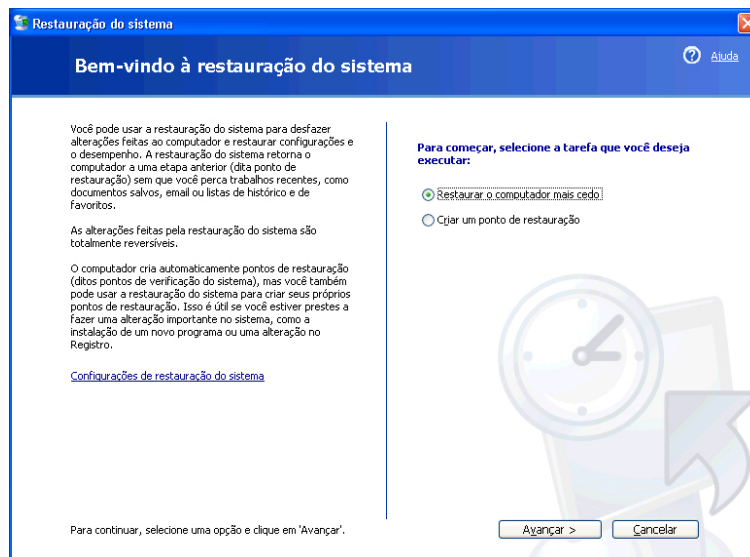 Restauração do sistema
Bem-vindo à restauração do sistema
Ajuda
Você pode usar a restauração do sistema para desfazer
alterações feitas ao computador e restaurar configurações e
o desempenho. A restauração do sistema retorna o
computador a uma etapa anterior (dita ponto de
restauração) sem que você perca trabalhos recentes, como
documentos salvos, email ou listas de histórico e de
favoritos.
As alterações feitas pela restauração do sistema são
totalmente reversíveis.
O computador cria automaticamente pontos de restauração
(ditos pontos de verificação do sistema), mas você também
pode usar a restauração do sistema para criar seus próprios
pontos de restauração. Isso é útil se você estiver prestes a
fazer uma alteração importante no sistema, como a
instalação de um novo programa ou uma alteração no
Registro.
Configurações de restauração do sistema
Para começar, selecione a tarefa que você deseja
executar:
Restaurar o computador mais cedo
Criar um ponto de restauração
Para continuar, selecione uma opção e clique em 'Avançar'.
Avançar >
Cancelar